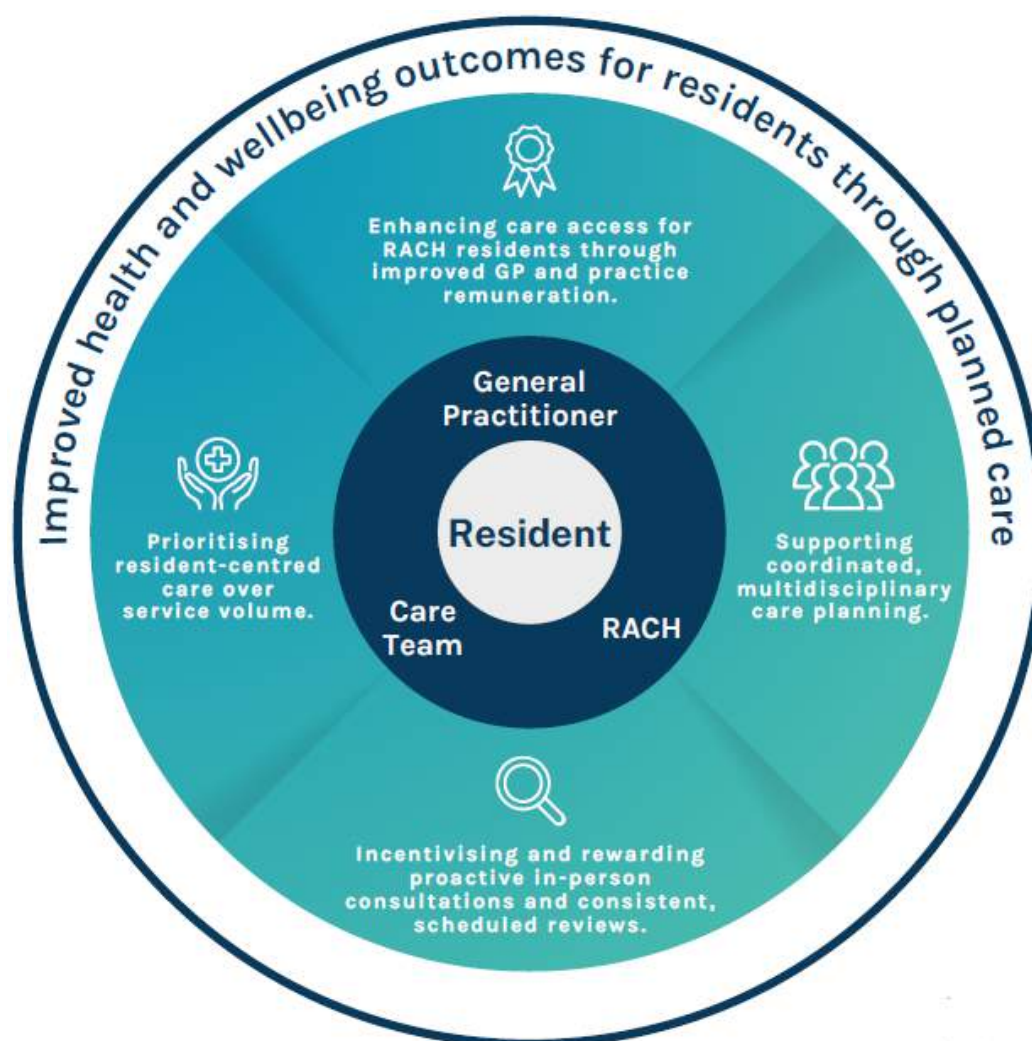 Improved health and wellbeing outcomes for residents through planned care
Enhancing care access for
RACH residents through
improved GP and practice
remuneration.
General
Practitioner
Resident
Care
Team
RACH
Prioritising
resident-centred
care over
service volume.
Supporting
coordinated,
multidisciplinary
care planning.
Incentivising and rewarding
proactive in-person
consultations and consistent,
scheduled reviews.